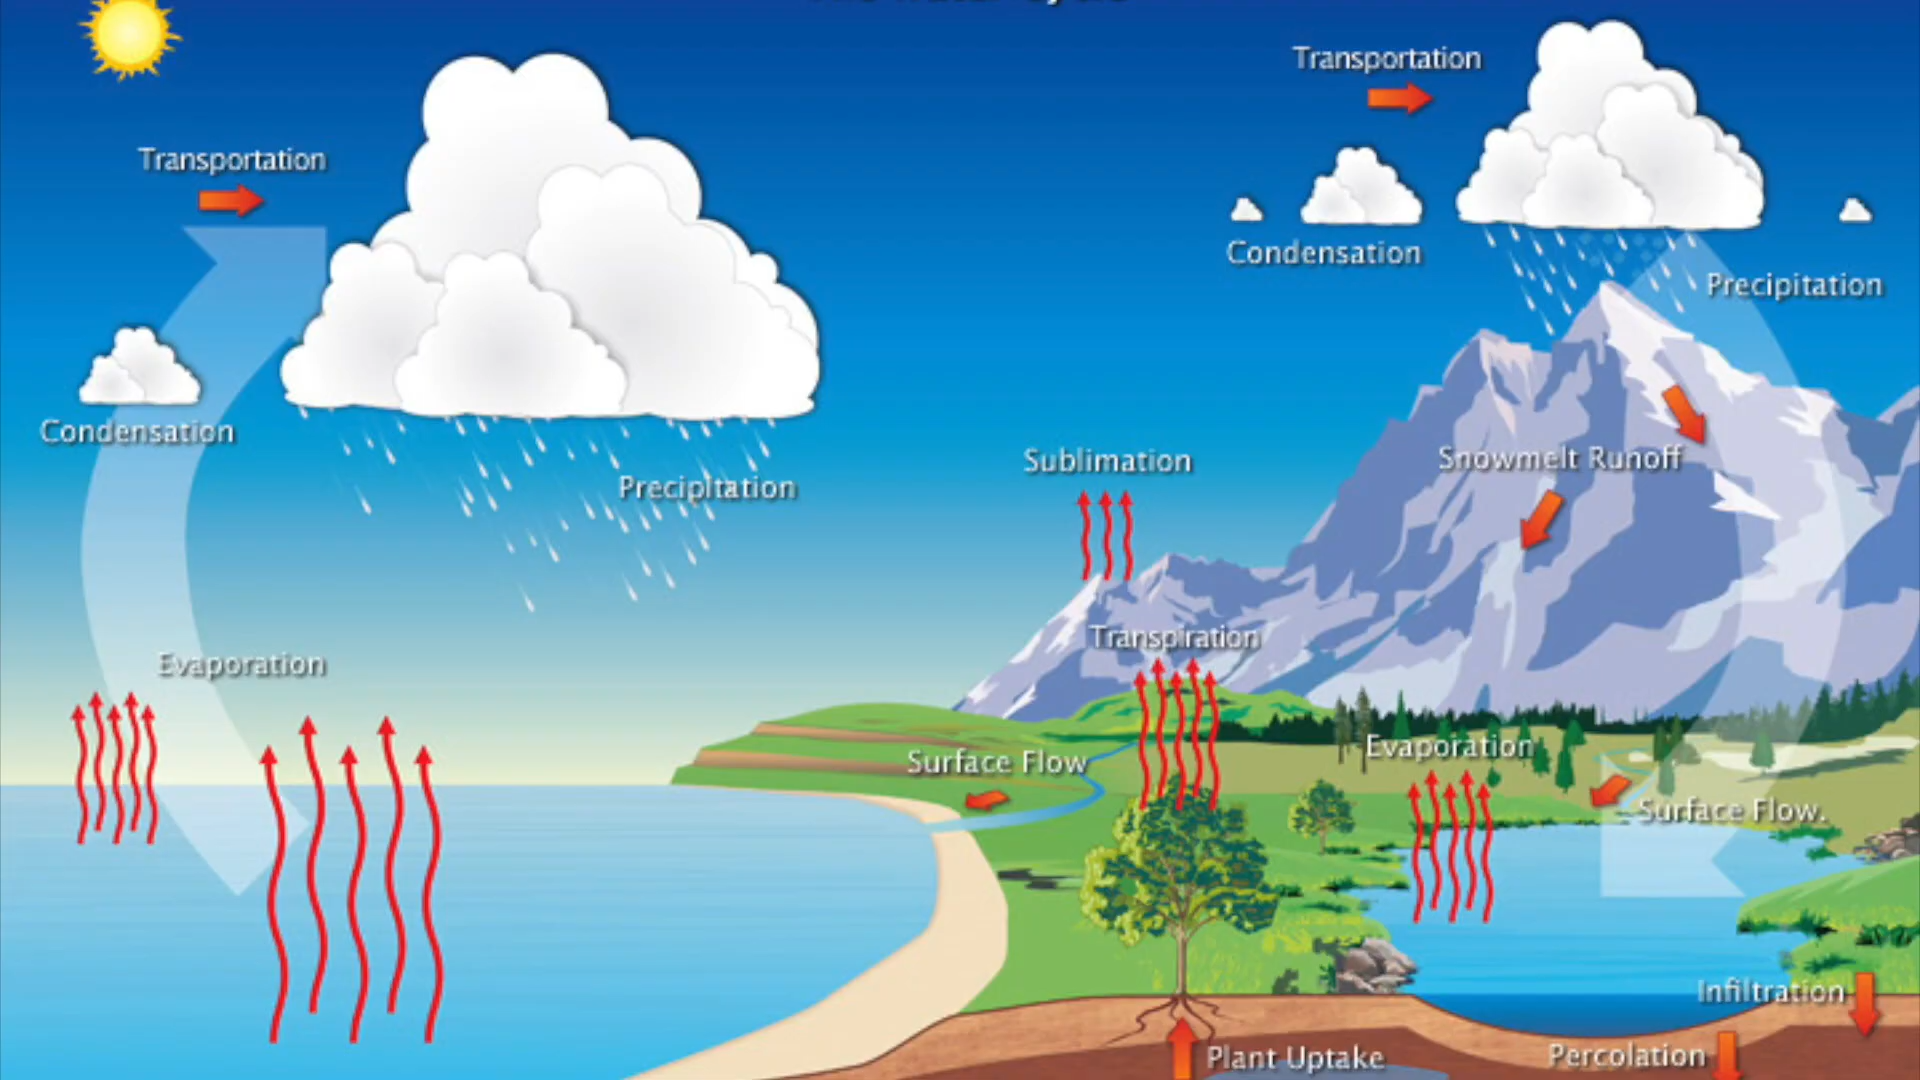 Transportation
Transportation
Condensation
Precipitation
Condensation
Sublimation
Snowmelt Runoff
Precipitation
Transpiration
Evaporation
Evaporation
Surface Flow
Surface Flow.
Infiltration
Plant Uptake
Percolation